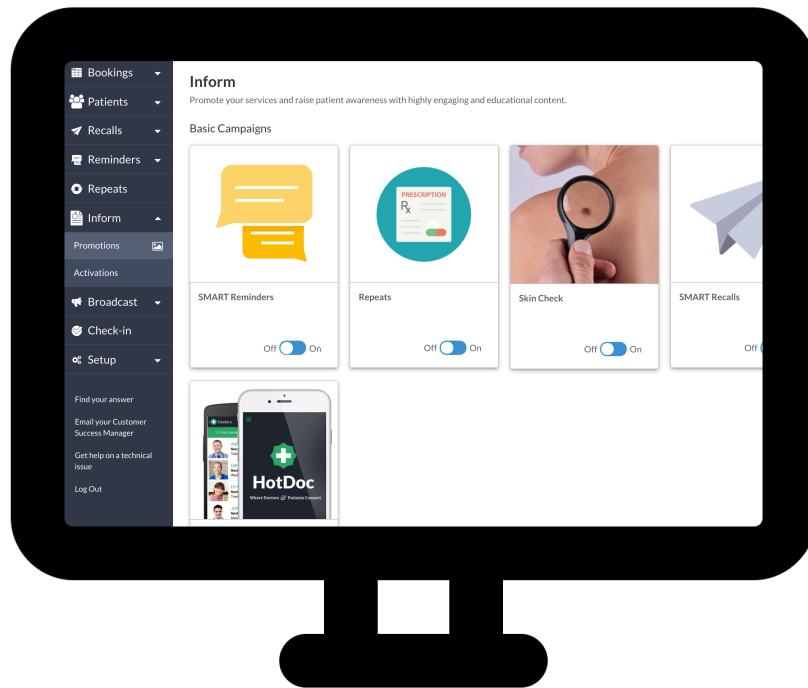 Bookings
Patients
Recalls
Reminders
Repeats
Inform
Promotions
Activations
Broadcast
Check-in
Setup
Find your answer
Email your Customer
Success Manager
Get help on a technical
issue
Log Out
Inform
Promote your services and raise patient awareness with highly engaging and educational content.
Basic Campaigns
PRESCRIPTION
Rx
SMART Reminders
Off On
Repeats
Off On
Skin Check
Off On
SMART Recalls
Off
Doctors
HotDoc
Where Doctors & Patients Connect